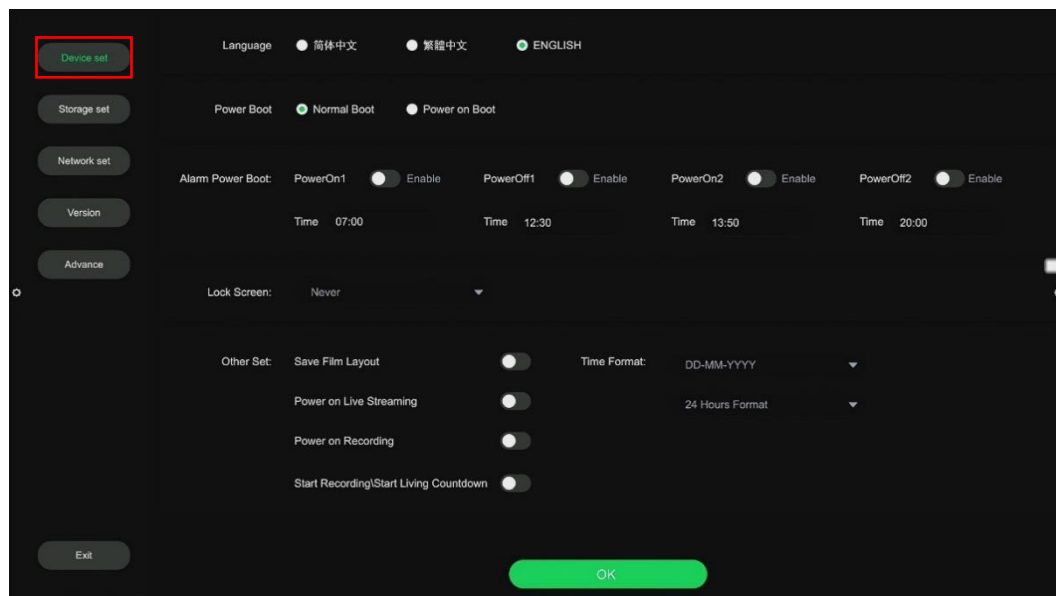 Device set
Storage set
Network set
Version
Advance
Exit
Language 简体中文 繁體中文 ENGLISH
Power Boot Normal Boot Power on Boot
Alarm Power Boot: PowerOn1 Enable PowerOff1 Enable PowerOn2 Enable PowerOff2 Enable
Time 07:00 Time 12:30 Time 13:50 Time 20:00
Lock Screen: Never
Other Set: Save Film Layout Time Format: DD-MM-YYYY
Power on Live Streaming 24 Hours Format
Power on Recording
Start Recording\Start Living Countdown
OK